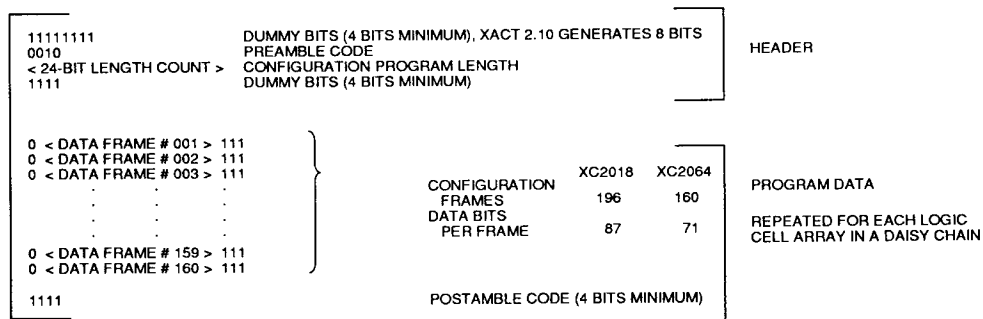 11111111 DUMMY BITS (4 BITS MINIMUM), XACT 2.10 GENERATES 8 BITS
0010 PREAMBLE CODE
< 24-BIT LENGTH COUNT > CONFIGURATION PROGRAM LENGTH
1111 DUMMY BITS (4 BITS MINIMUM)
HEADER
0 < DATA FRAME # 001 > 111
0 < DATA FRAME # 002 > 111
0 < DATA FRAME # 003 > 111
. . .
. . .
. . .
0 < DATA FRAME # 159 > 111
0 < DATA FRAME # 160 > 111
XC2018 XC2064
CONFIGURATION
FRAMES 196 160
DATA BITS
PER FRAME 87 71
PROGRAM DATA
REPEATED FOR EACH LOGIC
CELL ARRAY IN A DAISY CHAIN
1111 POSTAMBLE CODE (4 BITS MINIMUM)